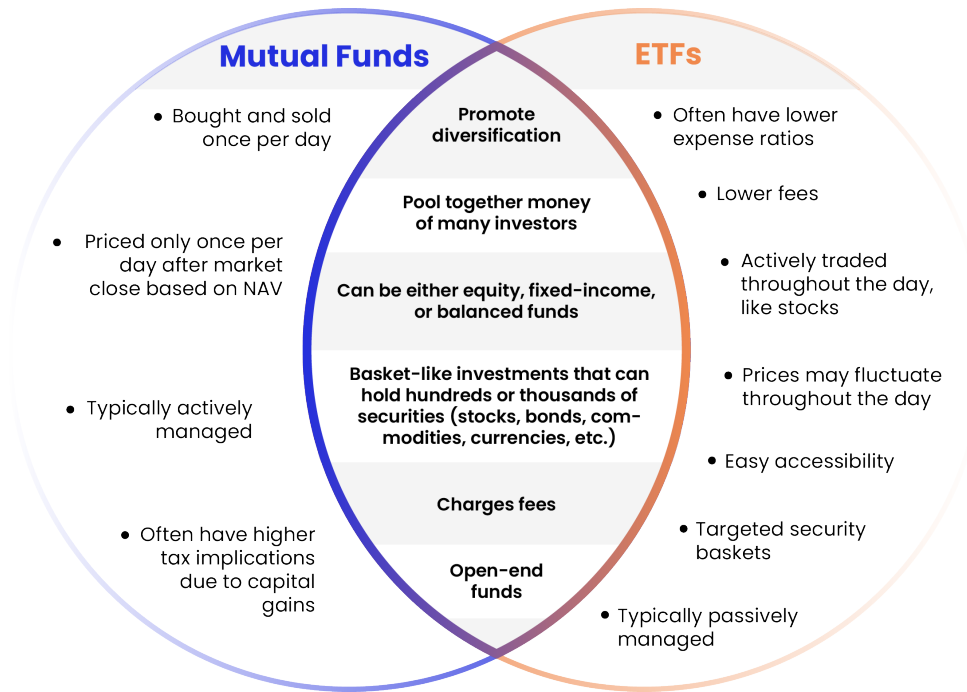 Mutual Funds
• Bought and sold
once per day
• Priced only once per
day after market
close based on NAV
• Typically actively
managed
• Often have higher
tax implications
due to capital
gains
Promote
diversification
Pool together money
of many investors
Can be either equity, fixed-income,
or balanced funds
Basket-like investments that can
hold hundreds or thousands of
securities (stocks, bonds, com-
modities, currencies, etc.)
Charges fees
Open-end
funds
ETFs
• Often have lower
expense ratios
• Lower fees
• Actively traded
throughout the day,
like stocks
• Prices may fluctuate
throughout the day
• Easy accessibility
• Targeted security
baskets
• Typically passively
managed